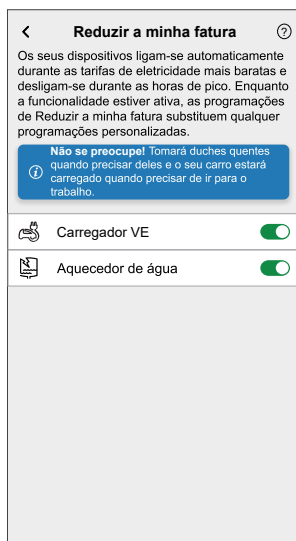 Reduzir a minha fatura
Os seus dispositivos ligam-se automaticamente
durante as tarifas de eletricidade mais baratas e
desligam-se durante as horas de pico. Enquanto
a funcionalidade estiver ativa, as programações
de Reduzir a minha fatura substituem qualquer
programações personalizadas.
Não se preocupe! Tomará duches quentes
quando precisar deles e o seu carro estará
carregado quando precisar de ir para o
trabalho.
Carregador VE
Aquecedor de água